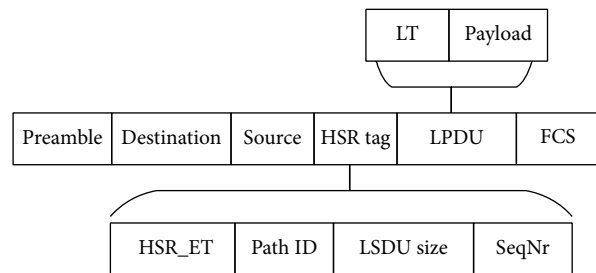 LT Payload
Preamble Destination Source HSR tag LPDU FCS
HSR_ET Path ID LSDU size SeqNr